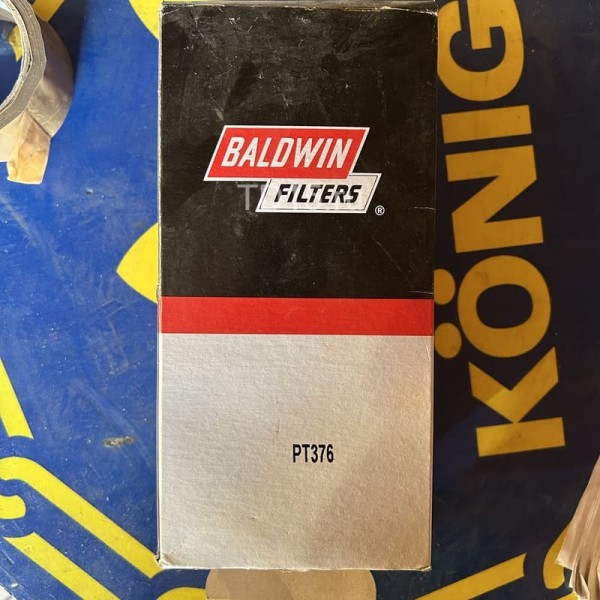 BALDWIN
FILTERS
®
PT376
KÖNIG